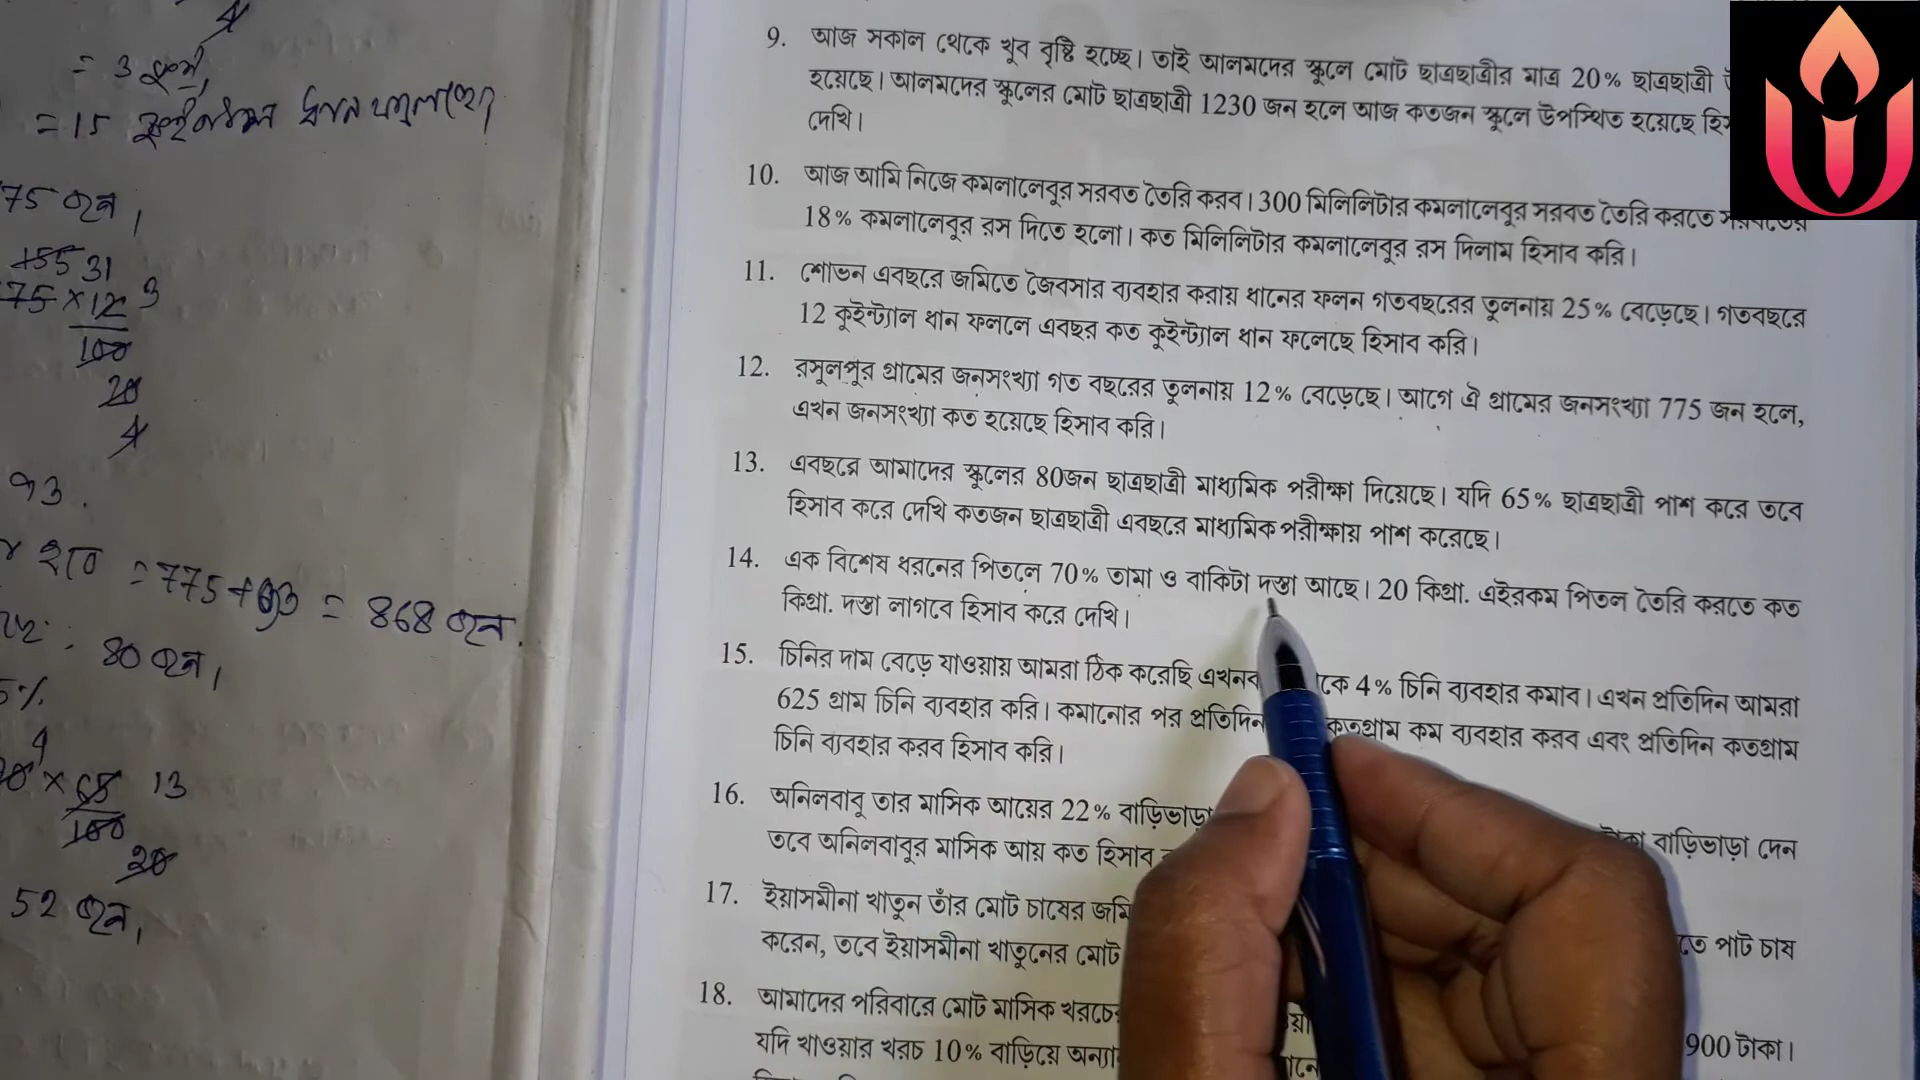 = 3 কুইঃ
= 15 কুইন্টাল ধান ফলেছে।
75 জন।
31
75 × 12 3
100
20
4
93.
হবে = 775 + 93 = 868 জন.
80 জন।
5%
4
× 65 13
100
20
52 জন।
9. আজ সকাল থেকে খুব বৃষ্টি হচ্ছে। তাই আলমদের স্কুলে মোট ছাত্রছাত্রীর মাত্র 20% ছাত্রছাত্রী
হয়েছে। আলমদের স্কুলের মোট ছাত্রছাত্রী 1230 জন হলে আজ কতজন স্কুলে উপস্থিত হয়েছে
দেখি।
10. আজ আমি নিজে কমলালেবুর সরবত তৈরি করব। 300 মিলিলিটার কমলালেবুর সরবত তৈরি করতে সরবতের
18% কমলালেবুর রস দিতে হলো। কত মিলিলিটার কমলালেবুর রস দিলাম হিসাব করি।
11. শোভন এবছরে জমিতে জৈবসার ব্যবহার করায় ধানের ফলন গতবছরের তুলনায় 25% বেড়েছে। গতবছরে
12 কুইন্ট্যাল ধান ফললে এবছর কত কুইন্ট্যাল ধান ফলেছে হিসাব করি।
12. রসুলপুর গ্রামের জনসংখ্যা গত বছরের তুলনায় 12% বেড়েছে। আগে ঐ গ্রামের জনসংখ্যা 775 জন হলে,
এখন জনসংখ্যা কত হয়েছে হিসাব করি।
13. এবছরে আমাদের স্কুলের 80জন ছাত্রছাত্রী মাধ্যমিক পরীক্ষা দিয়েছে। যদি 65% ছাত্রছাত্রী পাশ করে তবে
হিসাব করে দেখি কতজন ছাত্রছাত্রী এবছরে মাধ্যমিক পরীক্ষায় পাশ করেছে।
14. এক বিশেষ ধরনের পিতলে 70% তামা ও বাকিটা দস্তা আছে। 20 কিগ্রা. এইরকম পিতল তৈরি করতে কত
কিগ্রা. দস্তা লাগবে হিসাব করে দেখি।
15. চিনির দাম বেড়ে যাওয়ায় আমরা ঠিক করেছি এখন কে 4% চিনি ব্যবহার কমাব। এখন প্রতিদিন আমরা
625 গ্রাম চিনি ব্যবহার করি। কমানোর পর প্রতিদিন কতগ্রাম কম ব্যবহার করব এবং প্রতিদিন কতগ্রাম
চিনি ব্যবহার করব হিসাব করি।
16. অনিলবাবু তার মাসিক আয়ের 22% বাড়িভাড়া টাকা বাড়িভাড়া দেন
তবে অনিলবাবুর মাসিক আয় কত হিসাব
17. ইয়াসমীনা খাতুন তাঁর মোট চাষের জমি তে পাট চাষ
করেন, তবে ইয়াসমীনা খাতুনের মোট
18. আমাদের পরিবারে মোট মাসিক খরচের
যদি খাওয়ার খরচ 10% বাড়িয়ে 900 টাকা।